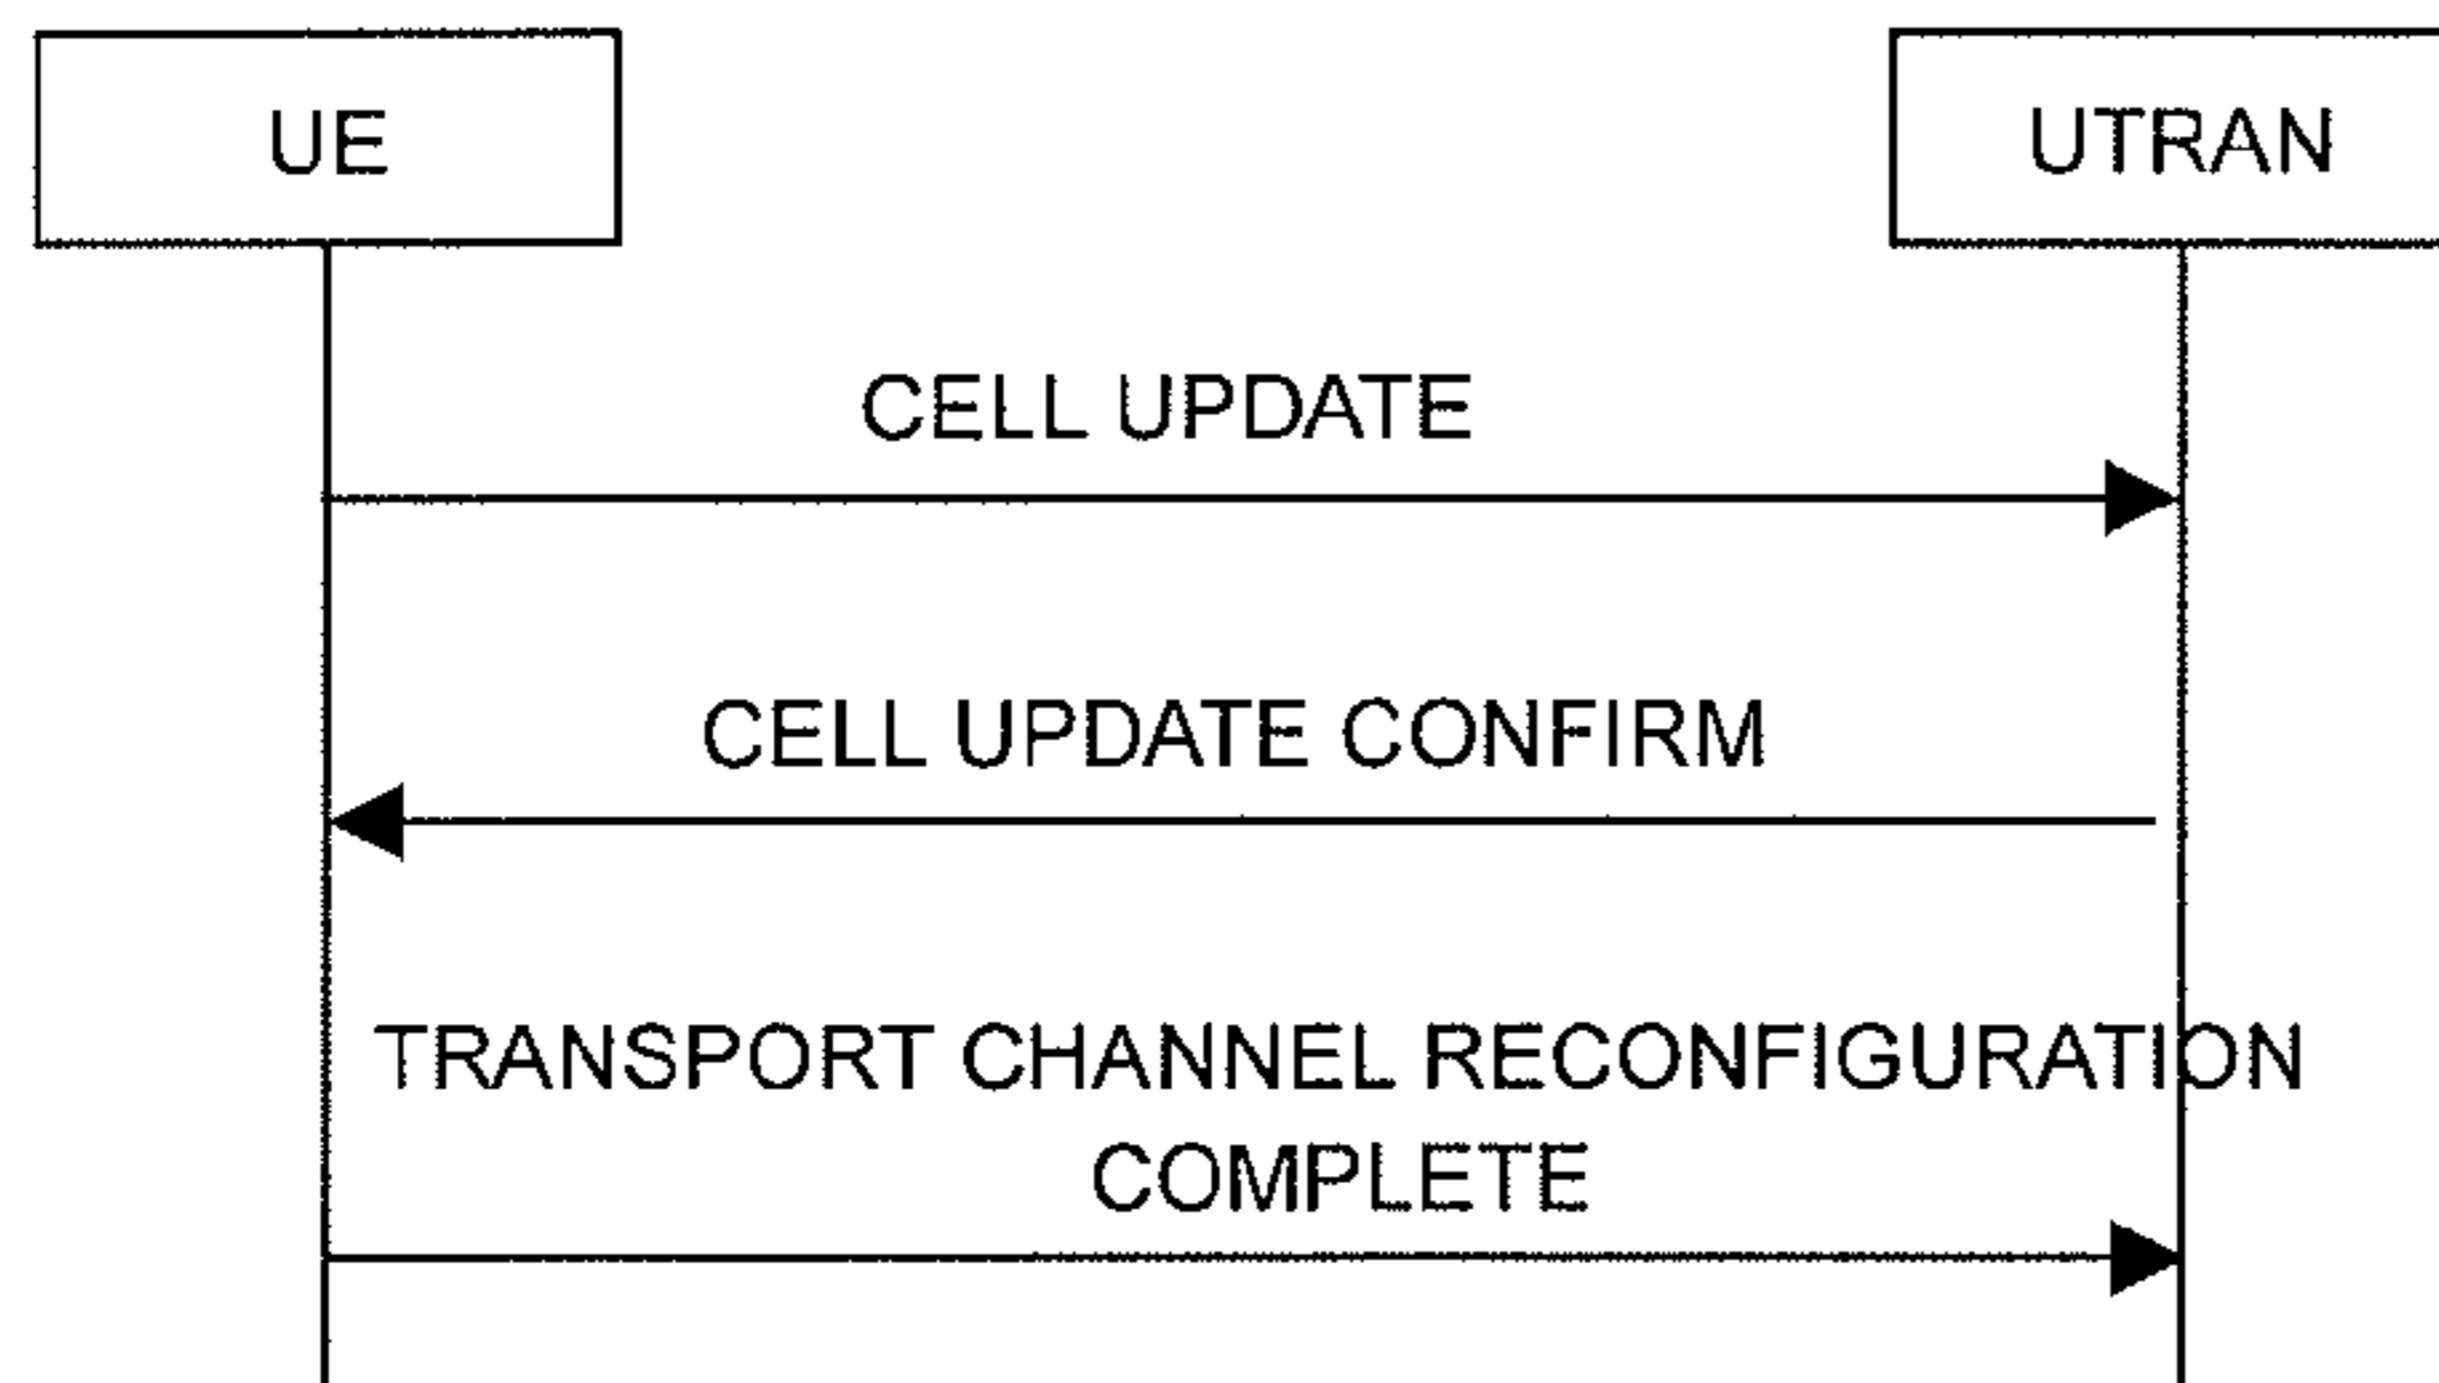 UE
UTRAN
CELL UPDATE
CELL UPDATE CONFIRM
TRANSPORT CHANNEL RECONFIGURATION
COMPLETE